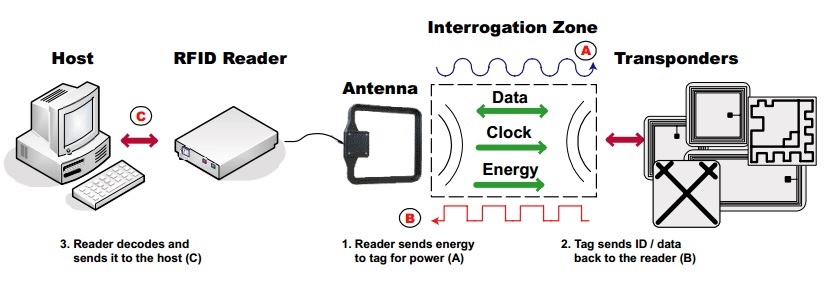 Interrogation Zone
Host
RFID Reader
A
Transponders
Antenna
Data
C
Clock
Energy
B
3. Reader decodes and
sends it to the host (C)
1. Reader sends energy
to tag for power (A)
2. Tag sends ID / data
back to the reader (B)